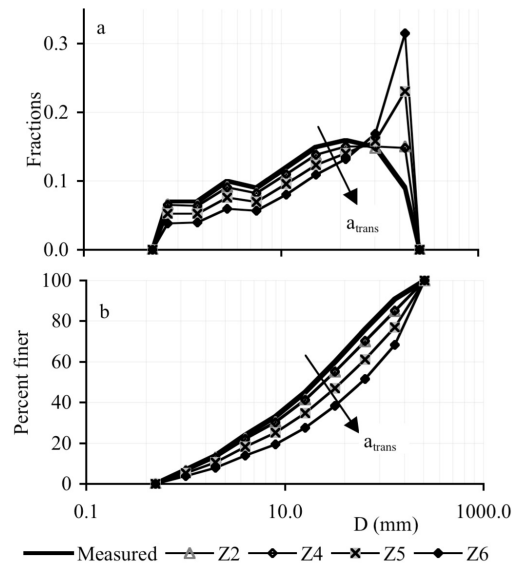 a
0.3
0.2
0.1
0.0
Fractions
a_trans
b
100
80
60
40
20
0
Percent finer
a_trans
0.1 10.0 1000.0
D (mm)
Measured Z2 Z4 Z5 Z6